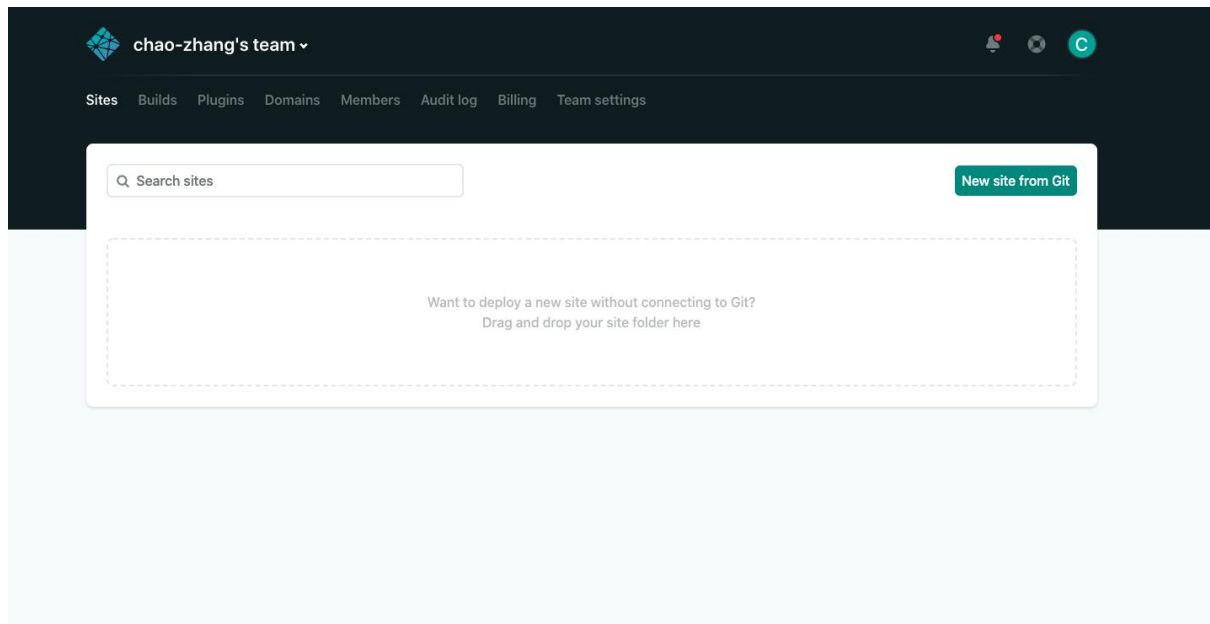 chao-zhang's team
C
Sites Builds Plugins Domains Members Audit log Billing Team settings
Search sites
New site from Git
Want to deploy a new site without connecting to Git?
Drag and drop your site folder here